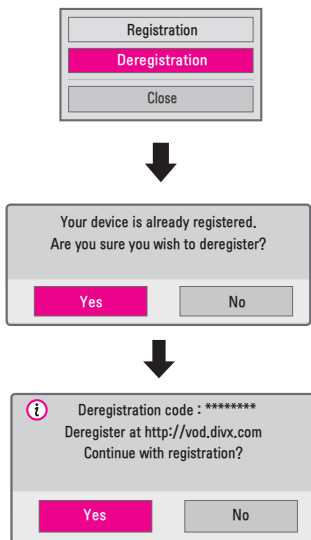 Registration
Deregistration
Close
Your device is already registered.
Are you sure you wish to deregister?
Yes
No
i
Deregistration code : ********
Deregister at http://vod.divx.com
Continue with registration?
Yes
No